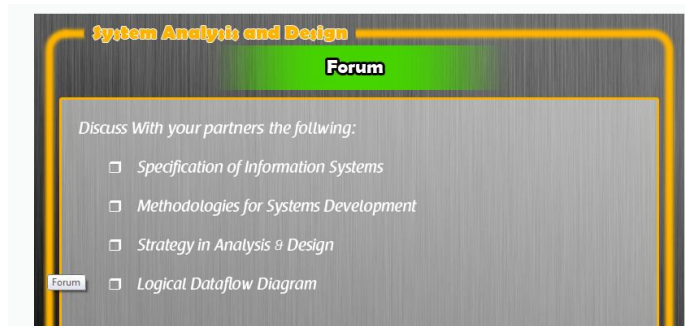 System Analysis and Design
Forum
Discuss With your partners the follwing:
Specification of Information Systems
Methodologies for Systems Development
Strategy in Analysis & Design
Logical Dataflow Diagram
Forum